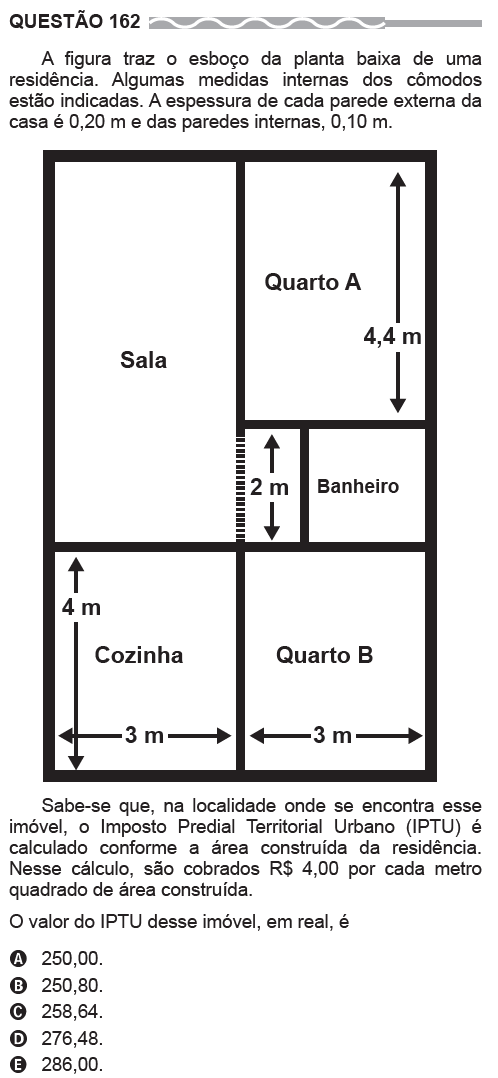 QUESTÃO 162
A figura traz o esboço da planta baixa de uma
residência. Algumas medidas internas dos cômodos
estão indicadas. A espessura de cada parede externa da
casa é 0,20 m e das paredes internas, 0,10 m.
Quarto A
4,4 m
Sala
2 m
Banheiro
4 m
Cozinha
Quarto B
3 m
3 m
Sabe-se que, na localidade onde se encontra esse
imóvel, o Imposto Predial Territorial Urbano (IPTU) é
calculado conforme a área construída da residência.
Nesse cálculo, são cobrados R$ 4,00 por cada metro
quadrado de área construída.
O valor do IPTU desse imóvel, em real, é
A 250,00.
B 250,80.
C 258,64.
D 276,48.
E 286,00.